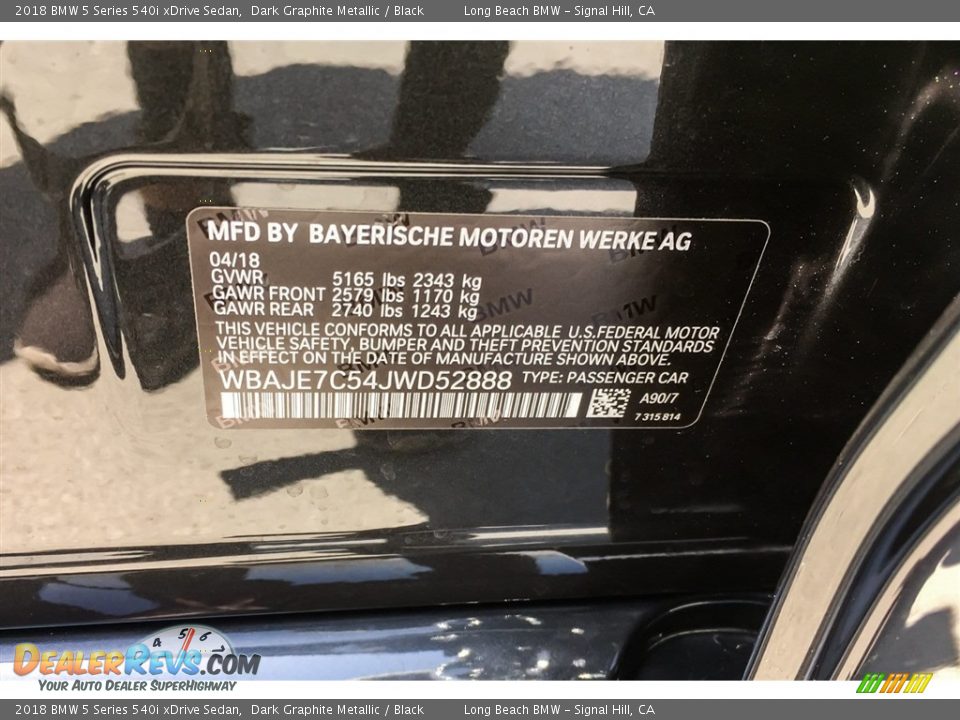 2018 BMW 5 Series 540i xDrive Sedan, Dark Graphite Metallic / Black Long Beach BMW - Signal Hill, CA
MFD BY BAYERISCHE MOTOREN WERKE AG
04/18
GVWR 5165 lbs 2343 kg
GAWR FRONT 2579 lbs 1170 kg
GAWR REAR 2740 lbs 1243 kg
THIS VEHICLE CONFORMS TO ALL APPLICABLE U.S.FEDERAL MOTOR
VEHICLE SAFETY, BUMPER AND THEFT PREVENTION STANDARDS
IN EFFECT ON THE DATE OF MANUFACTURE SHOWN ABOVE.
WBAJE7C54JWD52888 TYPE: PASSENGER CAR
A90/7
7 315 814
4 5 6
DEALERREVS.COM
YOUR AUTO DEALER SUPERHIGHWAY
2018 BMW 5 Series 540i xDrive Sedan, Dark Graphite Metallic / Black Long Beach BMW - Signal Hill, CA